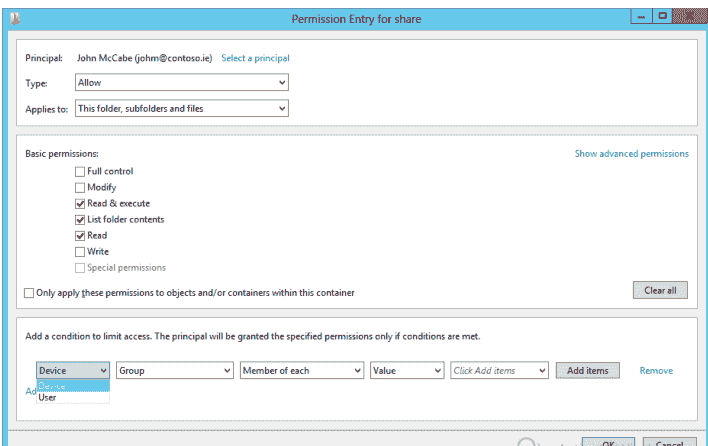 Permission Entry for share
Principal: John McCabe (johm@contoso.ie) Select a principal
Type: Allow
Applies to: This folder, subfolders and files
Basic permissions: Show advanced permissions
Full control
Modify
Read & execute
List folder contents
Read
Write
Special permissions
Only apply these permissions to objects and/or containers within this container Clear all
Add a condition to limit access. The principal will be granted the specified permissions only if conditions are met.
Device Group Member of each Value Click Add items Add items Remove
Device
Ad
User
OK Cancel